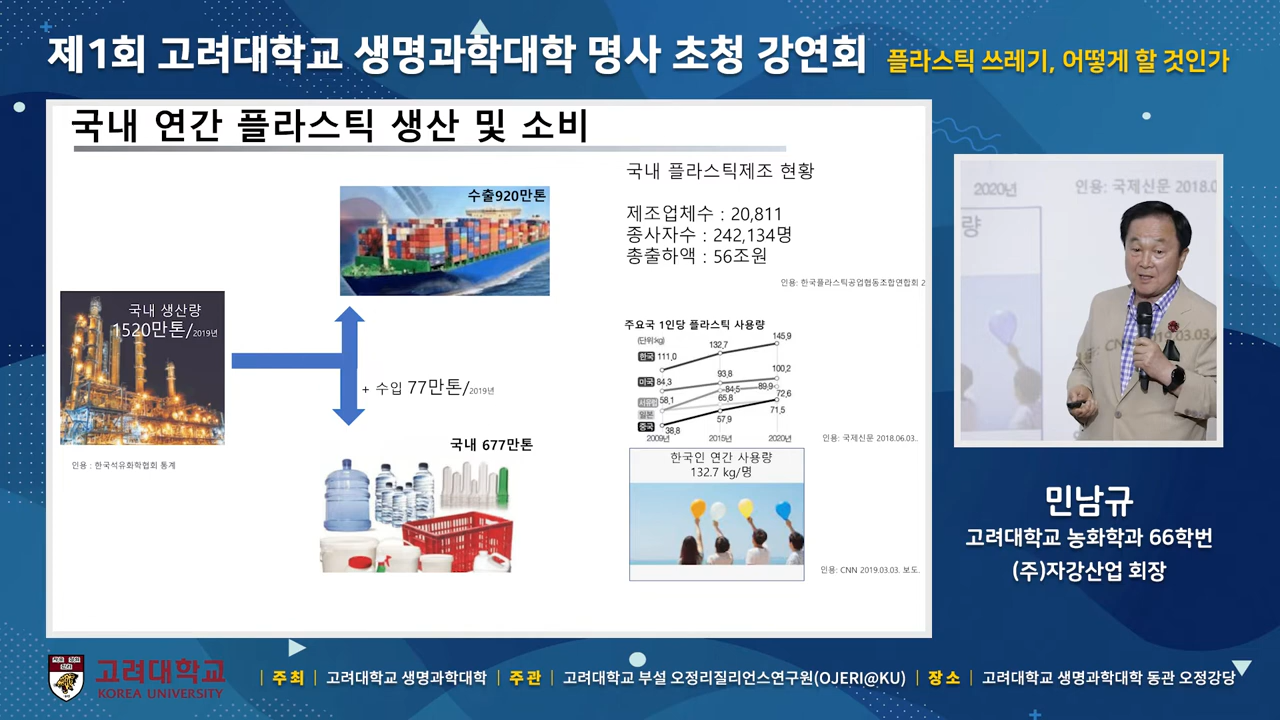 제1회 고려대학교 생명과학대학 명사 초청 강연회 플라스틱 쓰레기, 어떻게 할 것인가
국내 연간 플라스틱 생산 및 소비
수출920만톤
국내 생산량
1520만톤/2019년
인용 : 한국석유화학협회 통계
+ 수입 77만톤/2019년
국내 677만톤
국내 플라스틱제조 현황
제조업체수 : 20,811
종사자수 : 242,134명
총출하액 : 56조원
인용: 한국플라스틱공업협동조합연합회 2
주요국 1인당 플라스틱 사용량
(단위:kg)
한국 111,0 132,7 145,9
미국 84,3 93,8 100,2
서유럽 58,1 84,5 89,9
일본 65,8 72,6
중국 38,8 57,9 71,5
2009년 2015년 2020년
인용: 국제신문 2018.06.03..
한국인 연간 사용량
132.7 kg/명
인용: CNN 2019.03.03. 보도.
2020년 인용: 국제신문 2018.0
량
CN 19.03.03.
민남규
고려대학교 농화학과 66학번
(주)자강산업 회장
고려대학교
KOREA UNIVERSITY
| 주최 | 고려대학교 생명과학대학 | 주관 | 고려대학교 부설 오정리질리언스연구원(OJERI@KU) | 장소 | 고려대학교 생명과학대학 동관 오정강당